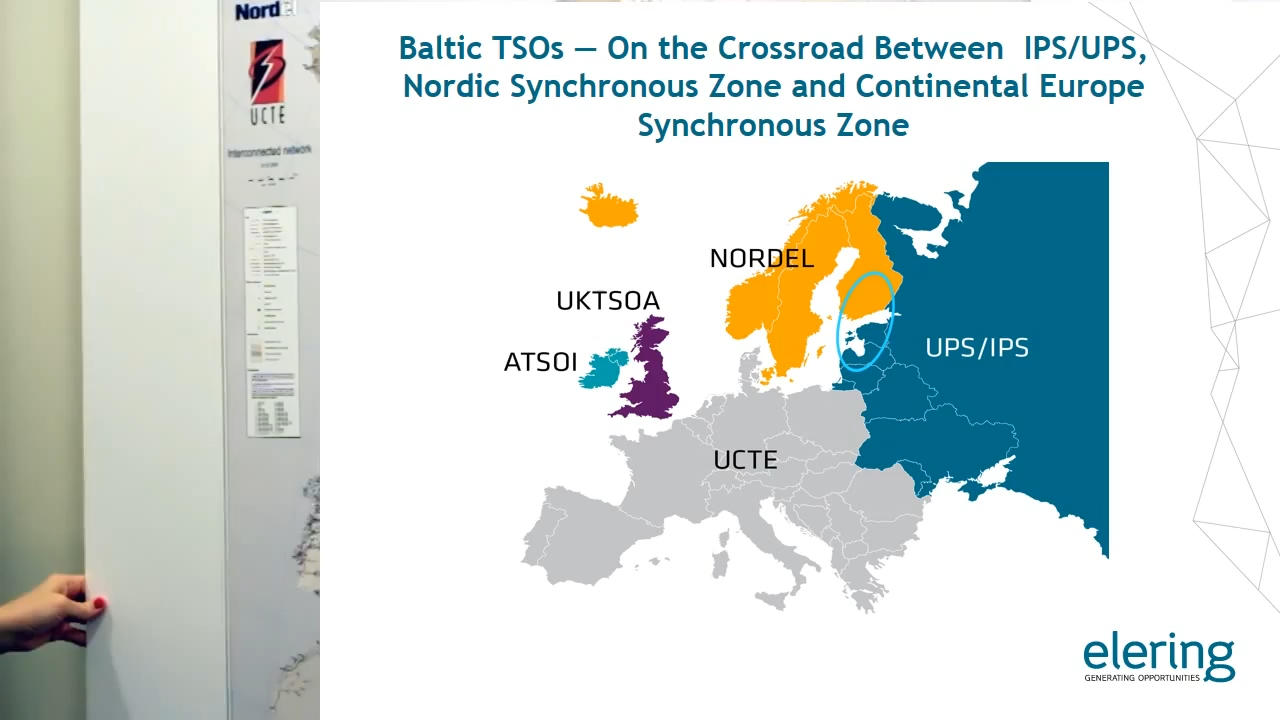 Nordel
UCTE
Interconnected network
Baltic TSOs — On the Crossroad Between IPS/UPS,
Nordic Synchronous Zone and Continental Europe
Synchronous Zone
NORDEL
UKTSOA
ATSOI
UPS/IPS
UCTE
elering
GENERATING OPPORTUNITIES